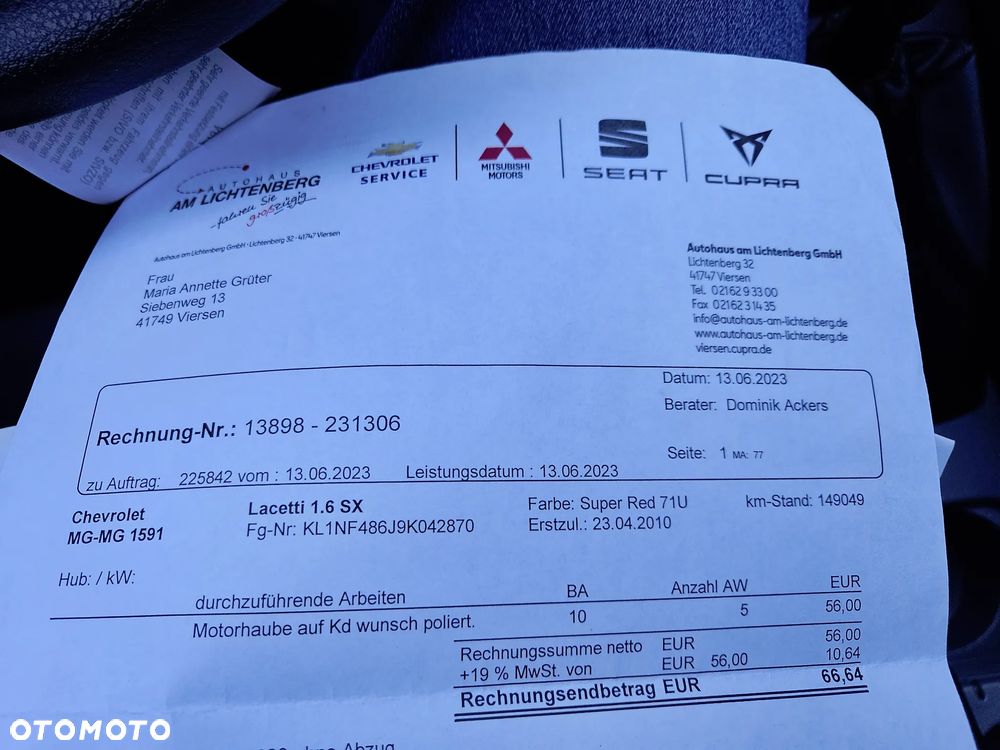 AUTOHAUS
AM LICHTENBERG
fahren Sie
großzügig
CHEVROLET
SERVICE
MITSUBISHI
MOTORS
SEAT
CUPRA
Autohaus am Lichtenberg GmbH · Lichtenberg 32 · 41747 Viersen
Frau
Maria Annette Grüter
Siebenweg 13
41749 Viersen
Autohaus am Lichtenberg GmbH
Lichtenberg 32
41747 Viersen
Tel. 02162 9 33 00
Fax 02162 3 14 35
info@autohaus-am-lichtenberg.de
www.autohaus-am-lichtenberg.de
viersen.cupra.de
Datum: 13.06.2023
Berater: Dominik Ackers
Rechnung-Nr.: 13898 - 231306
Seite: 1 MA: 77
zu Auftrag: 225842 vom : 13.06.2023 Leistungsdatum : 13.06.2023
Chevrolet Lacetti 1.6 SX Farbe: Super Red 71U km-Stand: 149049
MG-MG 1591 Fg-Nr: KL1NF486J9K042870 Erstzul.: 23.04.2010
Hub: / kW:
durchzuführende Arbeiten BA Anzahl AW EUR
Motorhaube auf Kd wunsch poliert. 10 5 56,00
Rechnungssumme netto EUR 56,00
+19 % MwSt. von EUR 56,00 10,64
Rechnungsendbetrag EUR 66,64
ohne Abzug
OTOMOTO